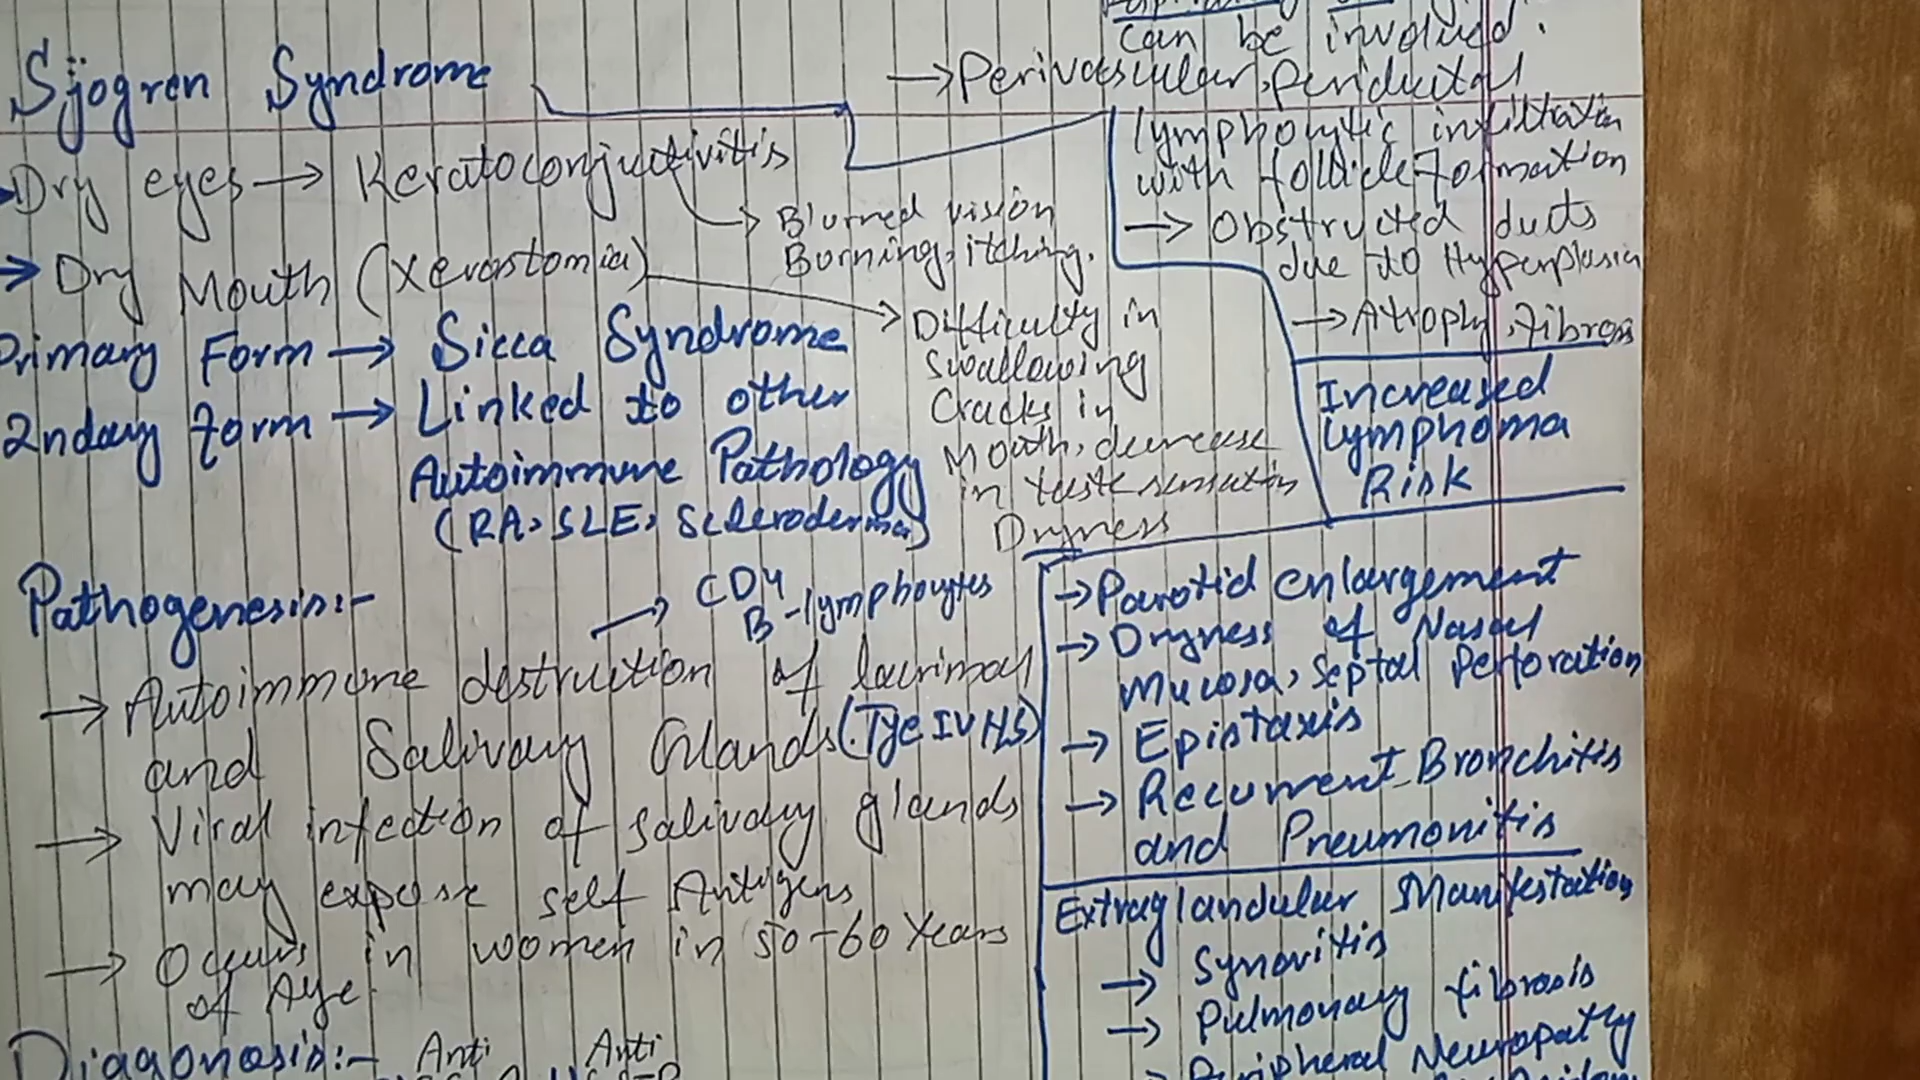 Sjogren Syndrome
Dry eyes → Keratoconjuctivitis
→ Blurred vision
Burning, itching.
→ Dry Mouth (Xerostomia)
→ Difficulty in
Swallowing
Cracks in
Mouth, decrease
in taste sensation
Dryness
Primary Form → Sicca Syndrome
2ndary form → Linked to other
Autoimmune Pathology
(RA, SLE, Scleroderma)
Pathogenesis:-
→ CD4
B-lymphocytes
→ Autoimmune destruction of lacrimal
and Salivary Glands (Tye IV HS)
→ Viral infection of salivary glands
may expose self Antigens
→ Occurs in women in 50-60 Years
of Age.
Diagonosis:- Anti Anti
can be involved.
→ Perivascular, periductal
lymphocytic infiltration
with follicle formation
→ Obstructed ducts
due to Hyperplasia
→ Atrophy, fibrosis
Increased
Lymphoma
Risk
→ Parotid enlargement
→ Dryness of Nasal
Mucosa, Septal Perforation
→ Epistaxis
→ Recurrent Bronchitis
and Pneumonitis
Extraglandular Manifestation
→ Synovitis
→ Pulmonary fibrosis
→ Peripheral Neuropathy